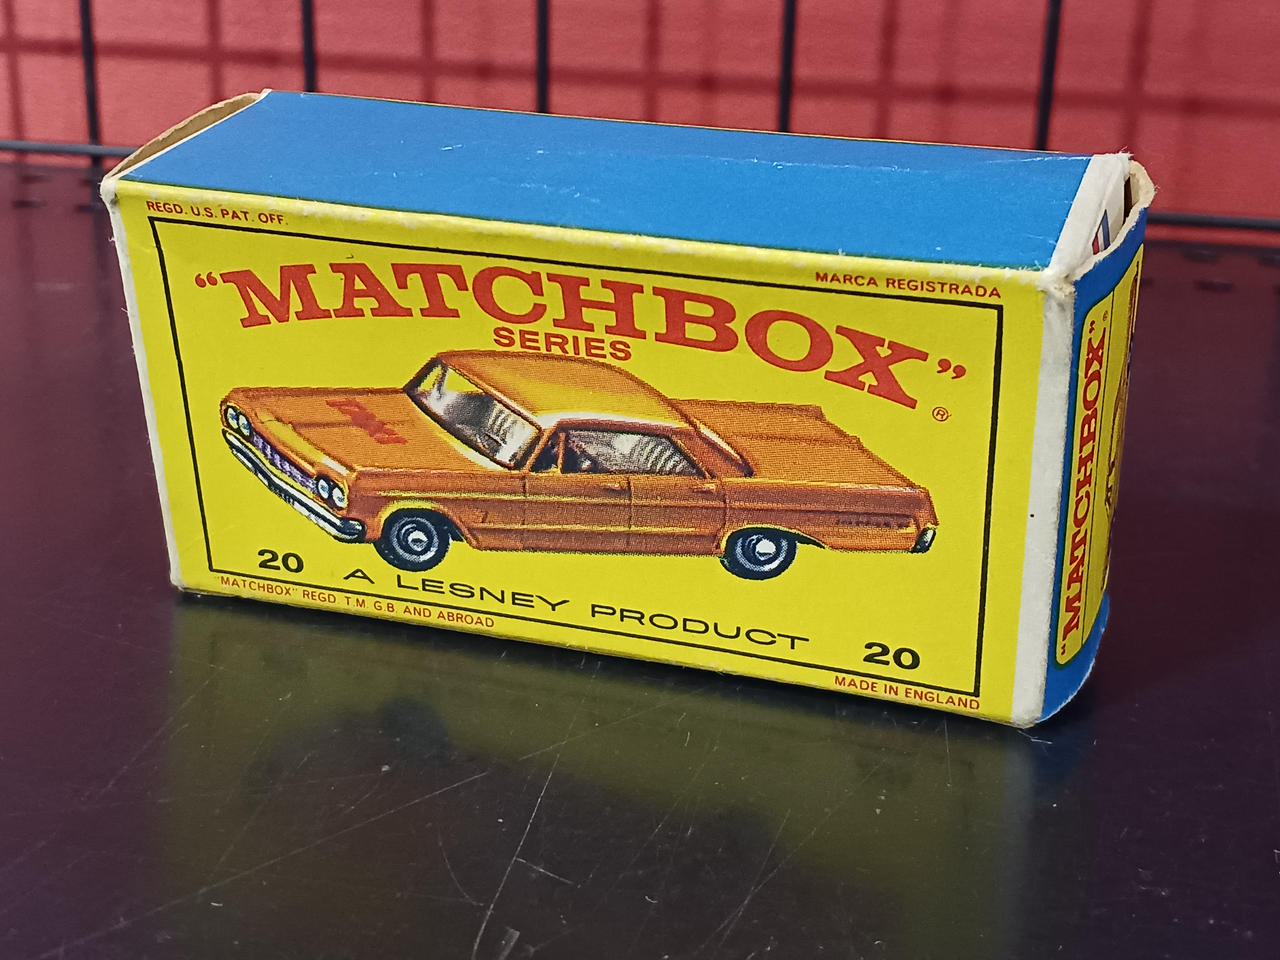 REGD. U.S. PAT. OFF.
MARCA REGISTRADA
“MATCHBOX”®
SERIES
20
A LESNEY PRODUCT
20
"MATCHBOX" REGD. T.M. G.B. AND ABROAD
MADE IN ENGLAND
“MATCHBOX”®